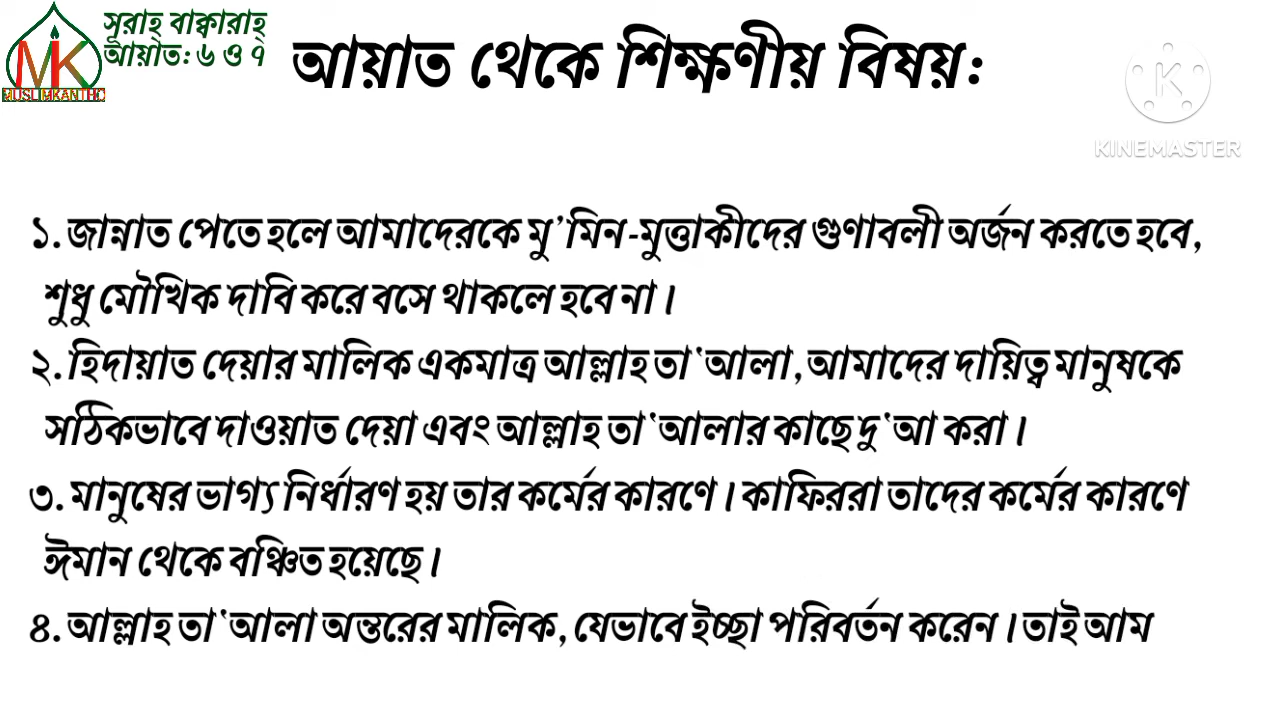 সূরাহ্ বাক্বারাহ্
আয়াত: ৬ ও ৭
MK
MUSLIMKANTHO
আয়াত থেকে শিক্ষণীয় বিষয়:
K
KINEMASTER
১. জান্নাত পেতে হলে আমাদেরকে মু’মিন-মুত্তাকীদের গুণাবলী অর্জন করতে হবে,
শুধু মৌখিক দাবি করে বসে থাকলে হবে না।
২. হিদায়াত দেয়ার মালিক একমাত্র আল্লাহ তা‘আলা, আমাদের দায়িত্ব মানুষকে
সঠিকভাবে দাওয়াত দেয়া এবং আল্লাহ তা‘আলার কাছে দু‘আ করা।
৩. মানুষের ভাগ্য নির্ধারণ হয় তার কর্মের কারণে। কাফিররা তাদের কর্মের কারণে
ঈমান থেকে বঞ্চিত হয়েছে।
৪. আল্লাহ তা‘আলা অন্তরের মালিক, যেভাবে ইচ্ছা পরিবর্তন করেন। তাই আম